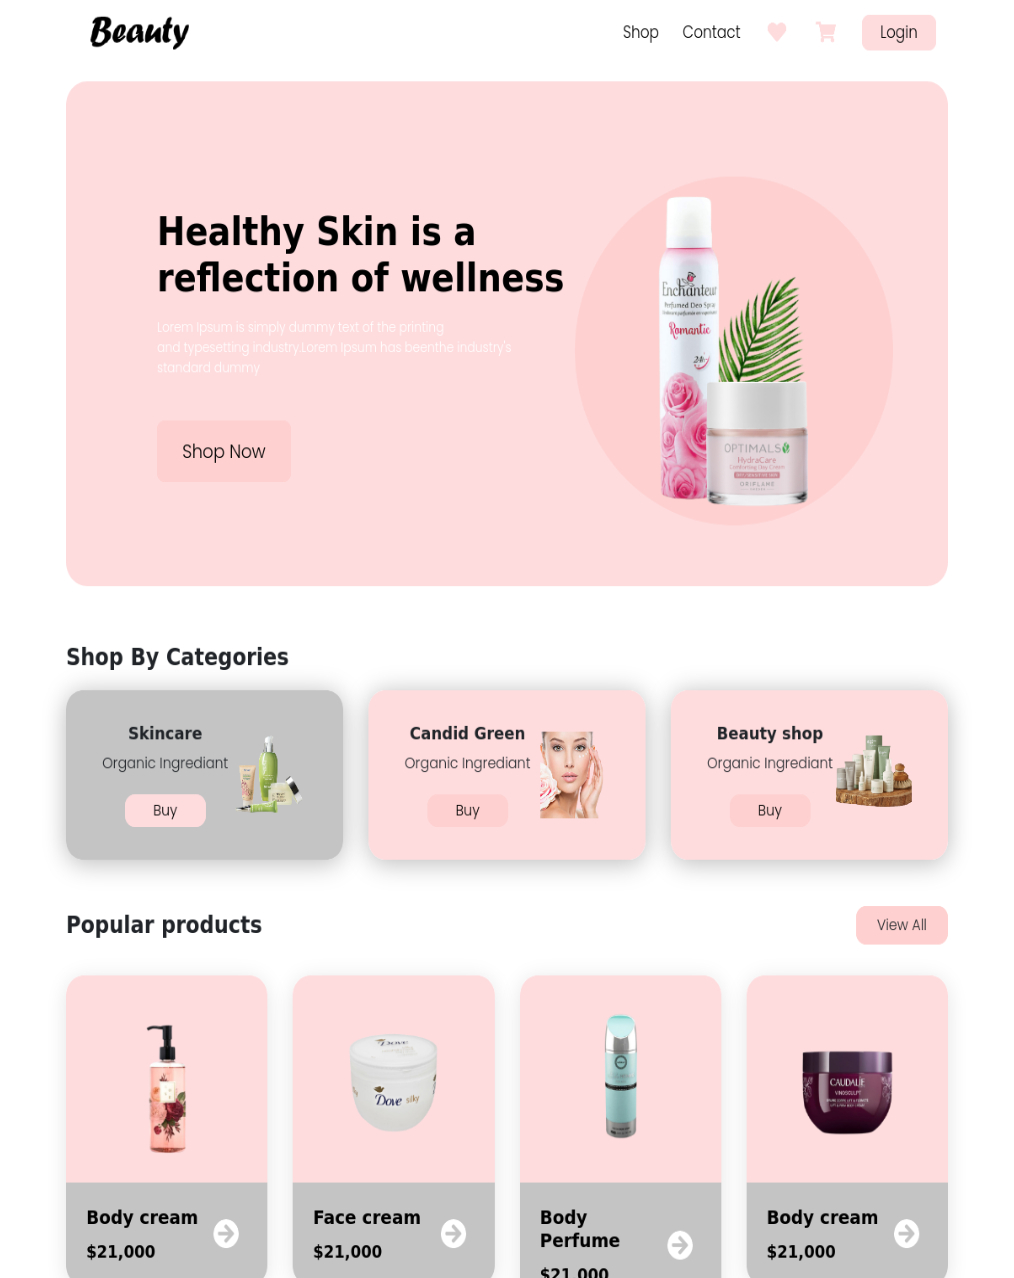 Beauty
Shop
Contact
Login
Healthy Skin is a
reflection of wellness
Lorem Ipsum is simply dummy text of the printing
and typesetting industry.Lorem Ipsum has beenthe industry's
standard dummy
Shop Now
Enchanteur
Perfumed Deo Spray
Romantic
24h
OPTIMALS
HydraCare
ORIFLAME
Shop By Categories
Skincare
Organic Ingrediant
Buy
Candid Green
Organic Ingrediant
Buy
Beauty shop
Organic Ingrediant
Buy
Popular products
View All
Dove
Dove silky
CAUDALIE
VINOSCULPT
Body cream
$21,000
Face cream
$21,000
Body
Perfume
$21,000
Body cream
$21,000